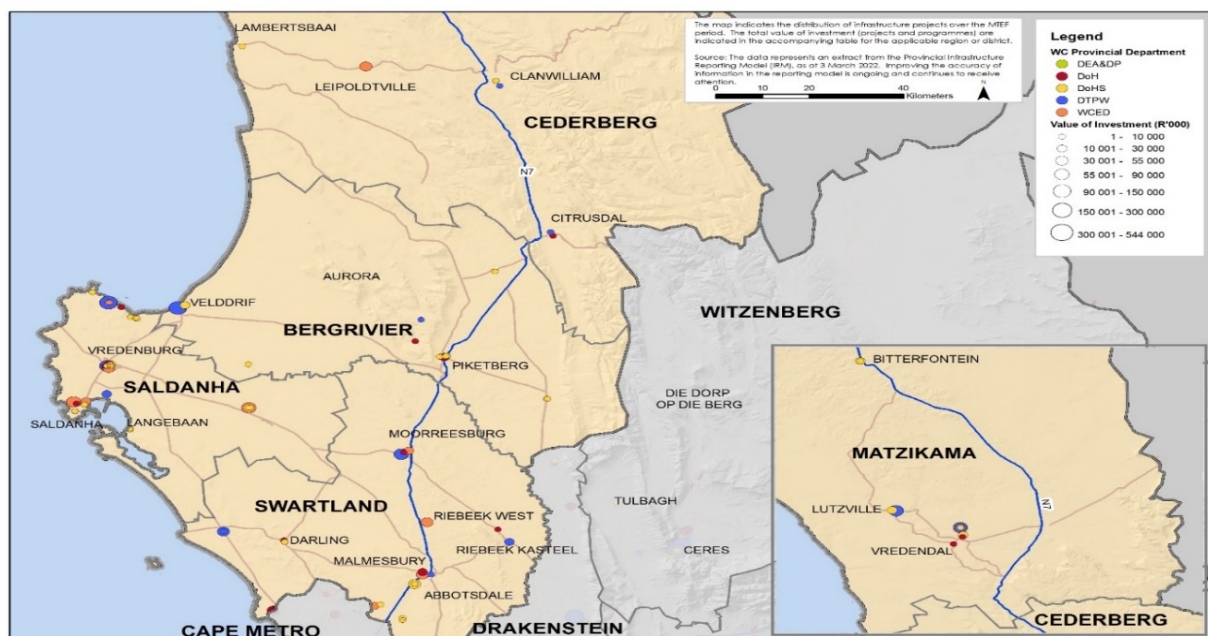 The map indicates the distribution of infrastructure projects over the MTEF
period. The total value of investment (projects and programmes) are
indicated in the accompanying table for the applicable region or district.
Source: The data represents an extract from the Provincial Infrastructure
Reporting Model (IRM), as at 3 March 2022. Improving the accuracy of
information in the reporting model is ongoing and continues to receive
attention.
N
0 10 20 40
Kilometers
Legend
WC Provincial Department
DEA&DP
DoH
DoHS
DTPW
WCED
Value of Investment (R'000)
1 - 10 000
10 001 - 30 000
30 001 - 55 000
55 001 - 90 000
90 001 - 150 000
150 001 - 300 000
300 001 - 544 000
LAMBERTSBAAI
CLANWILLIAM
LEIPOLDTVILLE
CEDERBERG
N7
CITRUSDAL
AURORA
VELDDRIF
BERGRIVIER
WITZENBERG
VREDENBURG
PIKETBERG
SALDANHA
DIE DORP
OP DIE BERG
SALDANHA
LANGEBAAN
MOORREESBURG
SWARTLAND
TULBAGH
RIEBEEK WEST
DARLING
RIEBEEK KASTEEL
MALMESBURY
CERES
ABBOTSDALE
CAPE METRO
DRAKENSTEIN
BITTERFONTEIN
MATZIKAMA
N7
LUTZVILLE
VREDENDAL
CEDERBERG